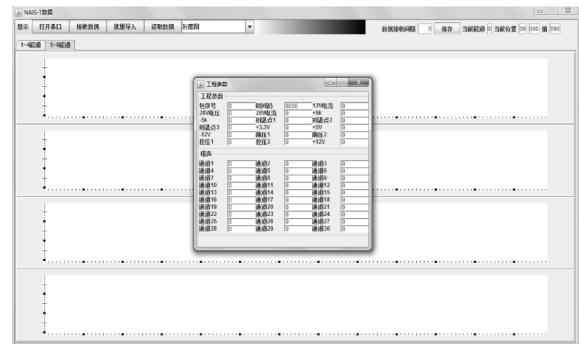 NAIS-1数据
显示 打开串口 接收数据 批量导入 读取数据 数据接收间隔 6 保存 当前能道 0 当前位置 00 000 值 000
1-4能道 5-8能道
工程参数
工程参数
包序号 0 时间码 0000 12V电流 0
28V电压 0 28V电流 0 +5k 0
-5k 0 测温点1 0 测温点2 0
测温点3 0 +3.3V 0 +5V 0
-12V 0 偏压1 0 偏压2 0
控压1 0 控压2 0 +12V 0
噪声
通道1 0 通道2 0 通道3 0
通道4 0 通道5 0 通道6 0
通道7 0 通道8 0 通道9 0
通道10 0 通道11 0 通道12 0
通道13 0 通道14 0 通道15 0
通道16 0 通道17 0 通道18 0
通道19 0 通道20 0 通道21 0
通道22 0 通道23 0 通道24 0
通道25 0 通道26 0 通道27 0
通道28 0 通道29 0 通道30 0